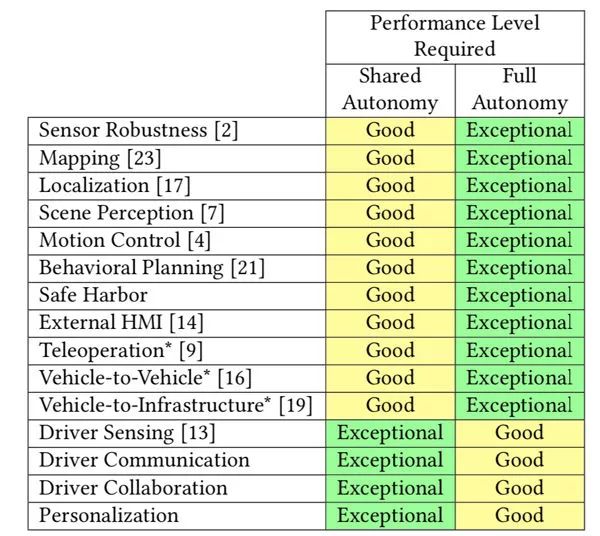 Performance Level
Required
Shared Full
Autonomy Autonomy
Sensor Robustness [2] Good Exceptional
Mapping [23] Good Exceptional
Localization [17] Good Exceptional
Scene Perception [7] Good Exceptional
Motion Control [4] Good Exceptional
Behavioral Planning [21] Good Exceptional
Safe Harbor Good Exceptional
External HMI [14] Good Exceptional
Teleoperation* [9] Good Exceptional
Vehicle-to-Vehicle* [16] Good Exceptional
Vehicle-to-Infrastructure* [19] Good Exceptional
Driver Sensing [13] Exceptional Good
Driver Communication Exceptional Good
Driver Collaboration Exceptional Good
Personalization Exceptional Good